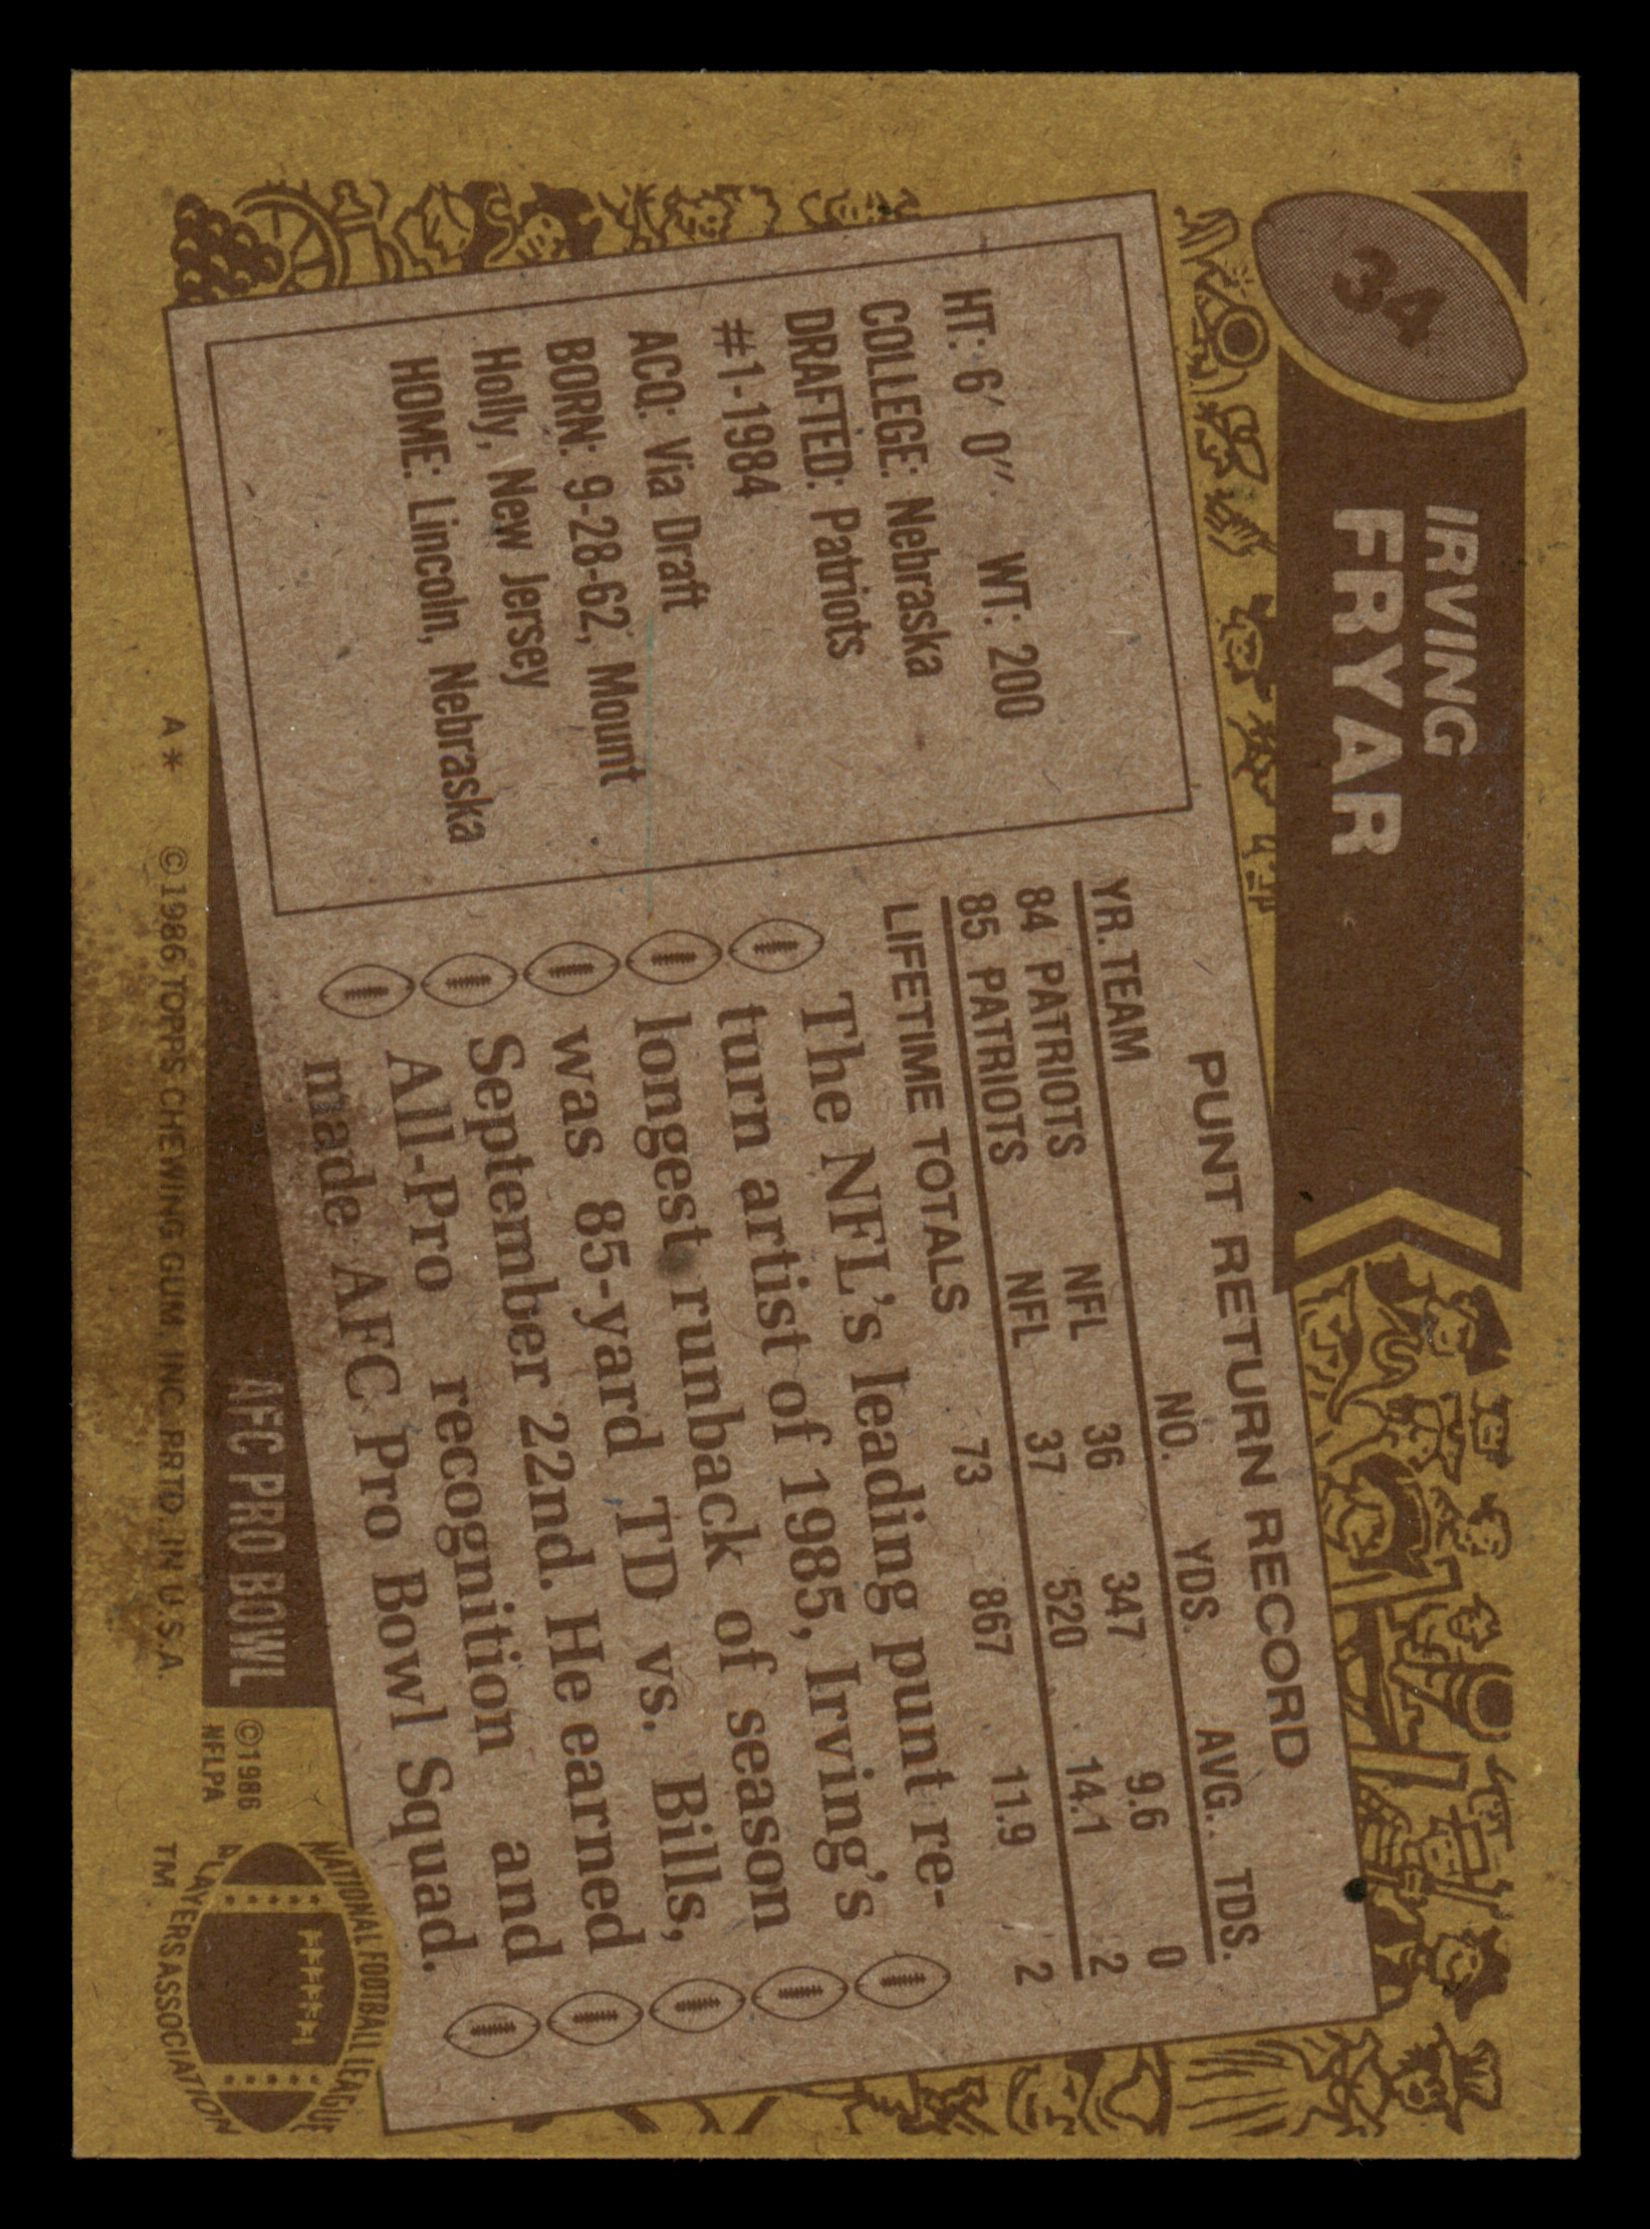 34
IRVING
FRYAR
HT: 6′ 0″. WT: 200
COLLEGE: Nebraska
DRAFTED: Patriots
#1-1984
ACQ: Via Draft
BORN: 9-28-62, Mount
Holly, New Jersey
HOME: Lincoln, Nebraska
PUNT RETURN RECORD
YR. TEAM NO. YDS. AVG. TDS.
84 PATRIOTS NFL 36 347 9.6 0
85 PATRIOTS NFL 37 520 14.1 2
LIFETIME TOTALS 73 867 11.9 2
The NFL's leading punt re-
turn artist of 1985, Irving's
longest runback of season
was 85-yard TD vs. Bills,
September 22nd. He earned
All-Pro recognition and
made AFC Pro Bowl Squad.
AFC PRO BOWL
©1986
NFLPA
NATIONAL FOOTBALL LEAGUE
PLAYERS ASSOCIATION
TM
A* ©1986 TOPPS CHEWING GUM, INC. PRTD. IN U.S.A.